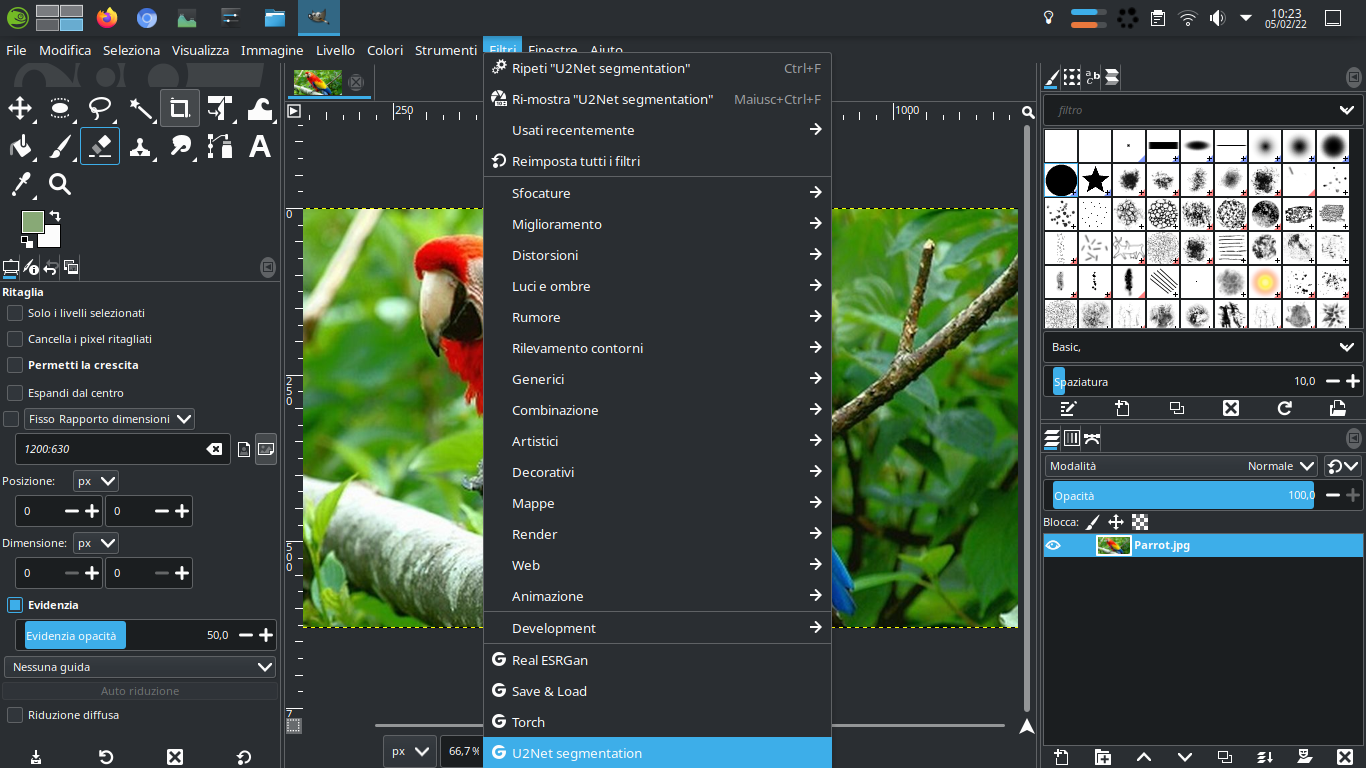 10:23
05/02/22
File Modifica Seleziona Visualizza Immagine Livello Colori Strumenti Filtri Finestre Aiuto
Ripeti "U2Net segmentation" Ctrl+F
Ri-mostra "U2Net segmentation" Maiusc+Ctrl+F
Usati recentemente
Reimposta tutti i filtri
Sfocature
Miglioramento
Distorsioni
Luci e ombre
Rumore
Rilevamento contorni
Generici
Combinazione
Artistici
Decorativi
Mappe
Render
Web
Animazione
Development
Real ESRGan
Save & Load
Torch
U2Net segmentation
Ritaglia
Solo i livelli selezionati
Cancella i pixel ritagliati
Permetti la crescita
Espandi dal centro
Fisso Rapporto dimensioni
1200:630
Posizione: px
0 0
Dimensione: px
0 0
Evidenzia
Evidenzia opacità 50,0
Nessuna guida
Auto riduzione
Riduzione diffusa
250 1000
0
250
500
7
px 66,7%
filtro
Basic,
Spaziatura 10,0
Modalità Normale
Opacità 100,0
Blocca:
Parrot.jpg